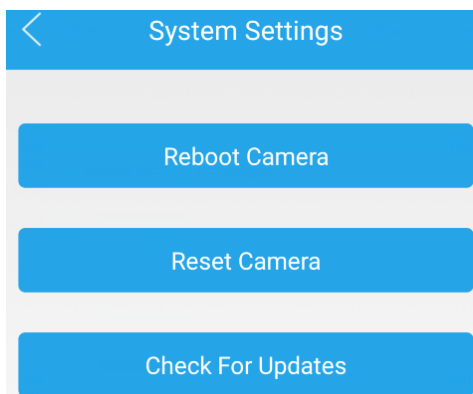 System Settings
Reboot Camera
Reset Camera
Check For Updates